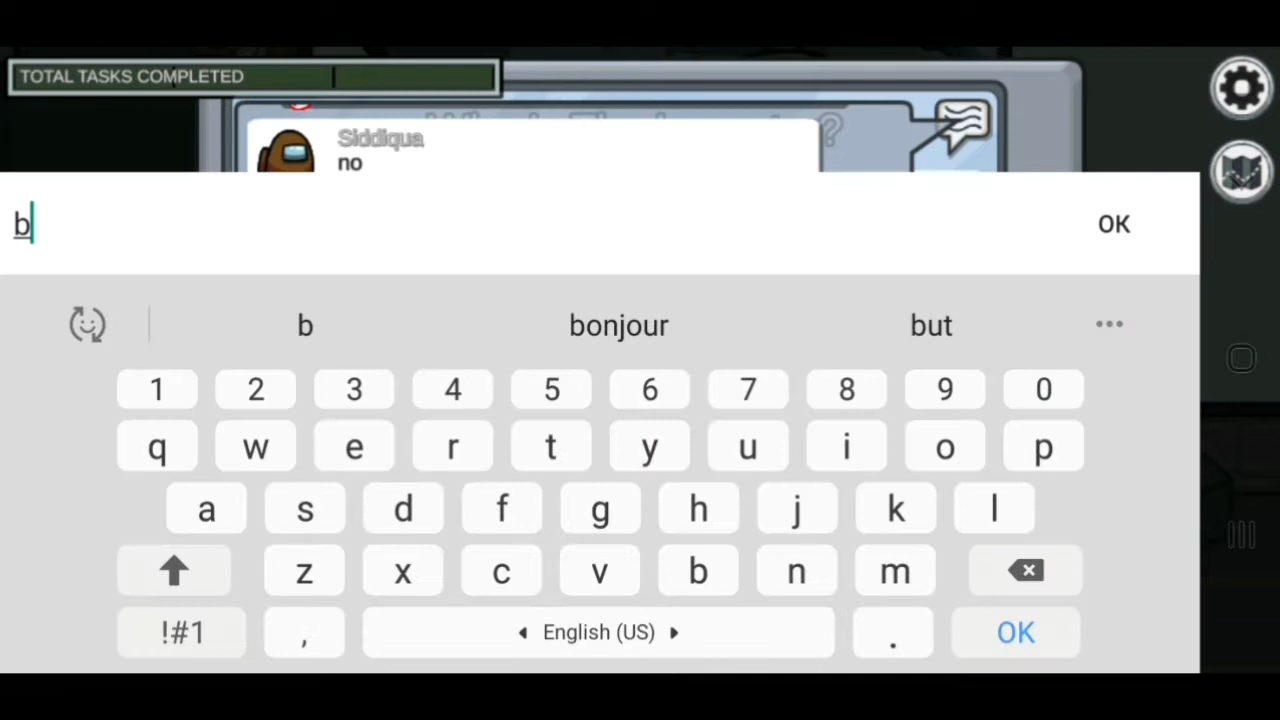 TOTAL TASKS COMPLETED
Siddiqua
no
b
OK
b bonjour but
1 2 3 4 5 6 7 8 9 0
q w e r t y u i o p
a s d f g h j k l
z x c v b n m
!#1 , English (US) . OK